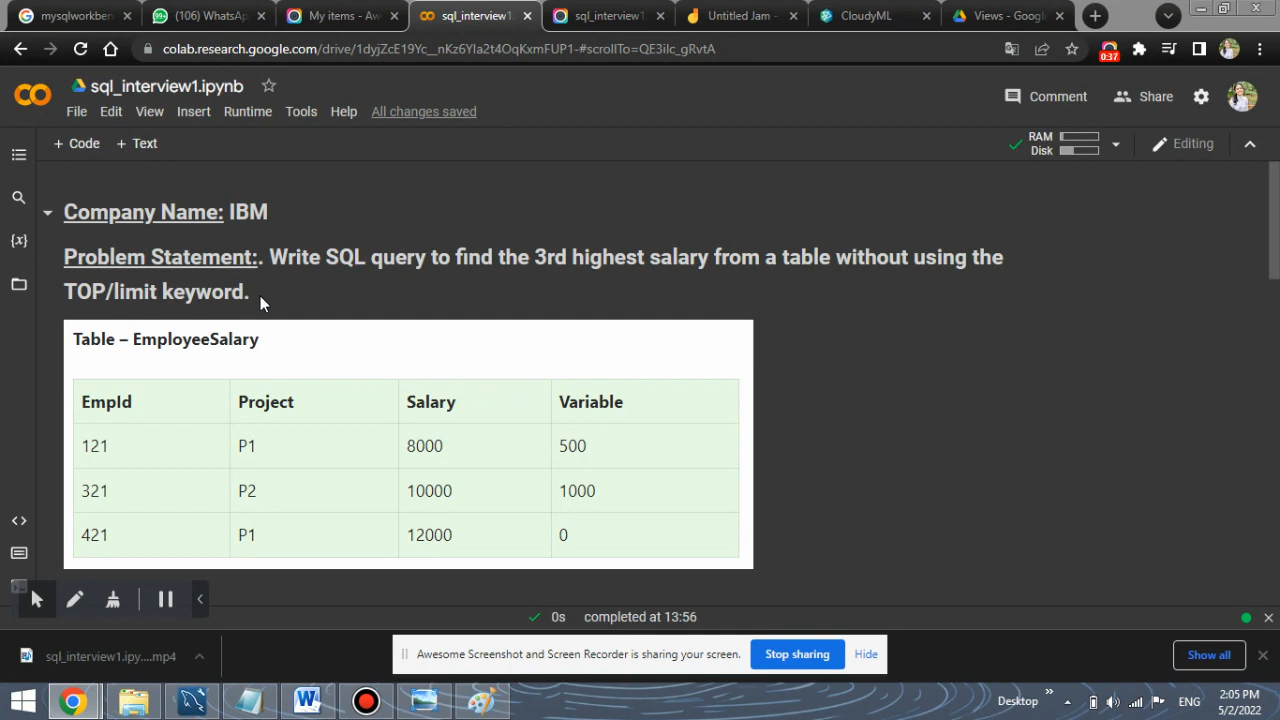 mysqlworkben
(106) WhatsAp
My items - Aw
sql_interview1.
sql_interview1.
Untitled Jam -
CloudyML
Views - Googl
colab.research.google.com/drive/
0:37
sql_interview1.ipynb
File Edit View Insert Runtime Tools Help All changes saved
Comment Share
+ Code + Text
RAM
Disk
Editing
Company Name: IBM
Problem Statement:. Write SQL query to find the 3rd highest salary from a table without using the
TOP/limit keyword.
Table – EmployeeSalary
EmpId Project Salary Variable
121 P1 8000 500
321 P2 10000 1000
421 P1 12000 0
0s completed at 13:56
sql_interview1.ipy....mp4
Awesome Screenshot and Screen Recorder is sharing your screen. Stop sharing Hide
Show all
Desktop
ENG
2:05 PM
5/2/2022